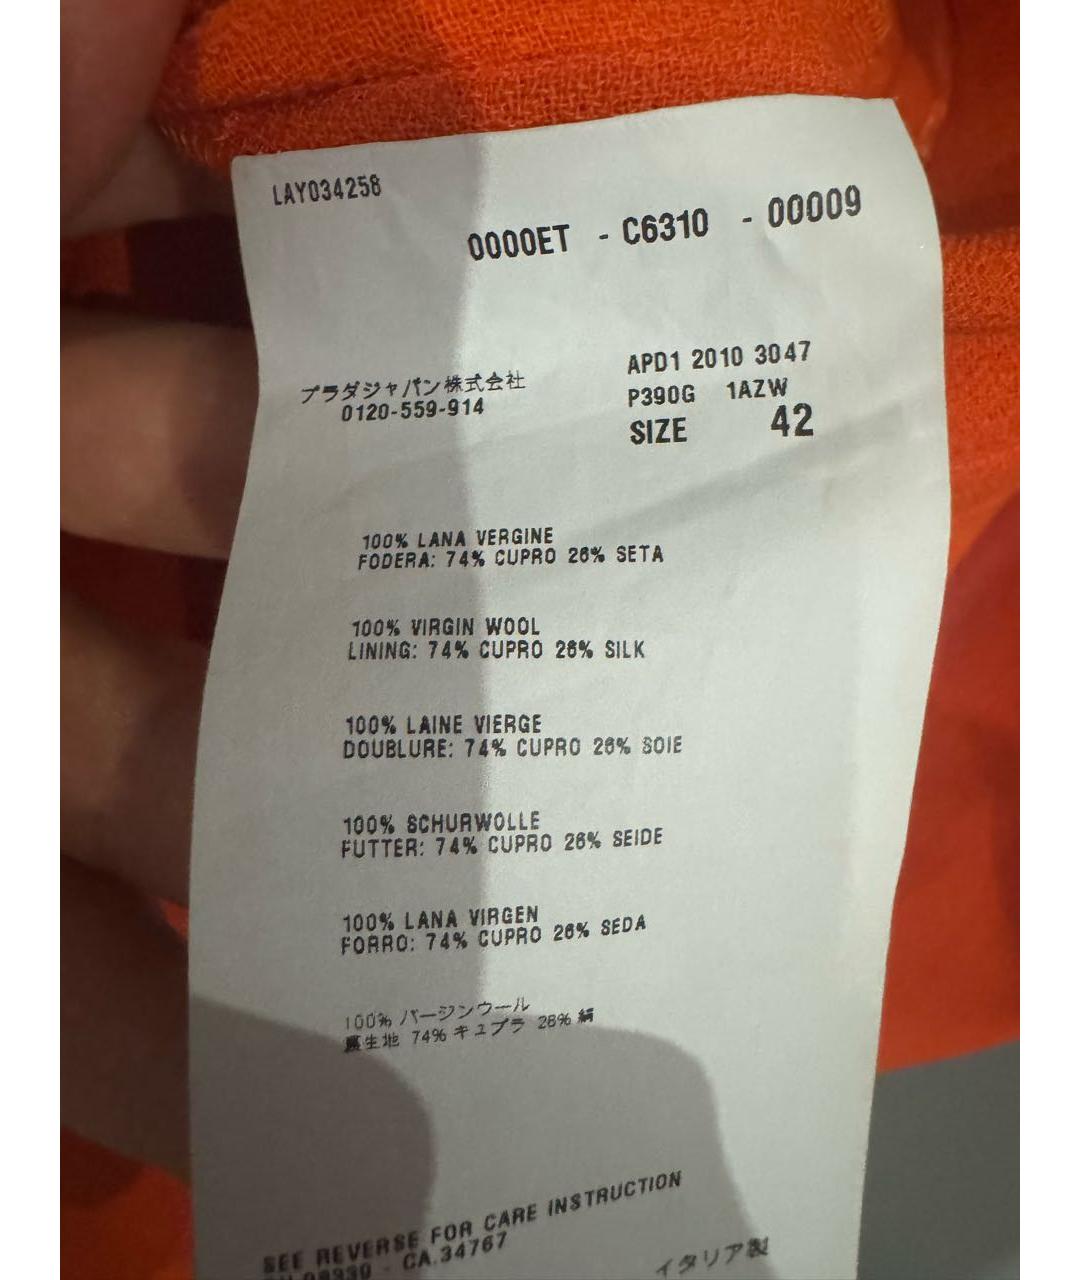 LAY034258
0000ET - C6310 - 00009
プラダジャパン株式会社
0120-559-914
APD1 2010 3047
P390G 1AZW
SIZE 42
100% LANA VERGINE
FODERA: 74% CUPRO 26% SETA
100% VIRGIN WOOL
LINING: 74% CUPRO 26% SILK
100% LAINE VIERGE
DOUBLURE: 74% CUPRO 26% SOIE
100% SCHURWOLLE
FUTTER: 74% CUPRO 26% SEIDE
100% LANA VIRGEN
FORRO: 74% CUPRO 26% SEDA
100% バージンウール
裏生地 74% キュプラ 26% 絹
SEE REVERSE FOR CARE INSTRUCTION
08330 - CA.34767
イタリア製